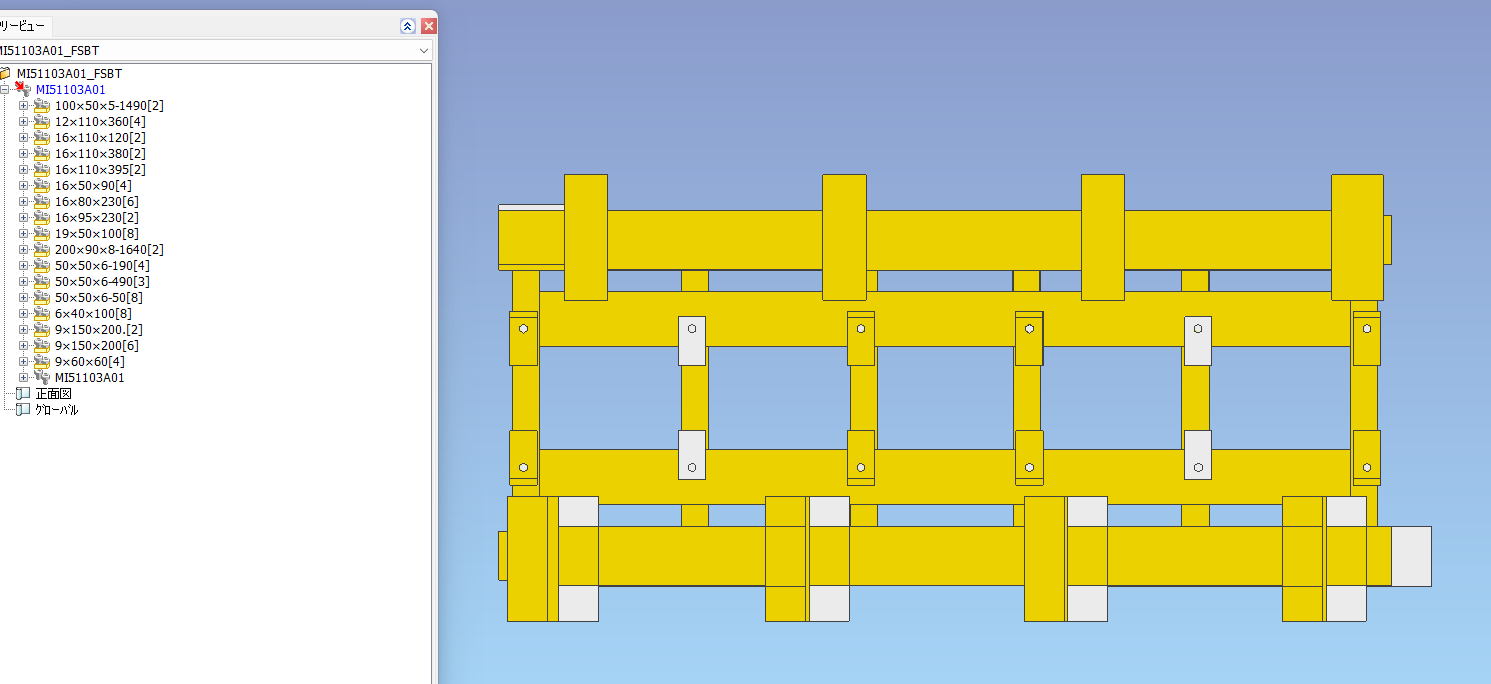 リービュー
MI51103A01_FSBT
MI51103A01_FSBT
MI51103A01
100×50×5-1490[2]
12×110×360[4]
16×110×120[2]
16×110×380[2]
16×110×395[2]
16×50×90[4]
16×80×230[6]
16×95×230[2]
19×50×100[8]
200×90×8-1640[2]
50×50×6-190[4]
50×50×6-490[3]
50×50×6-50[8]
6×40×100[8]
9×150×200.[2]
9×150×200[6]
9×60×60[4]
MI51103A01
正面図
グローバル